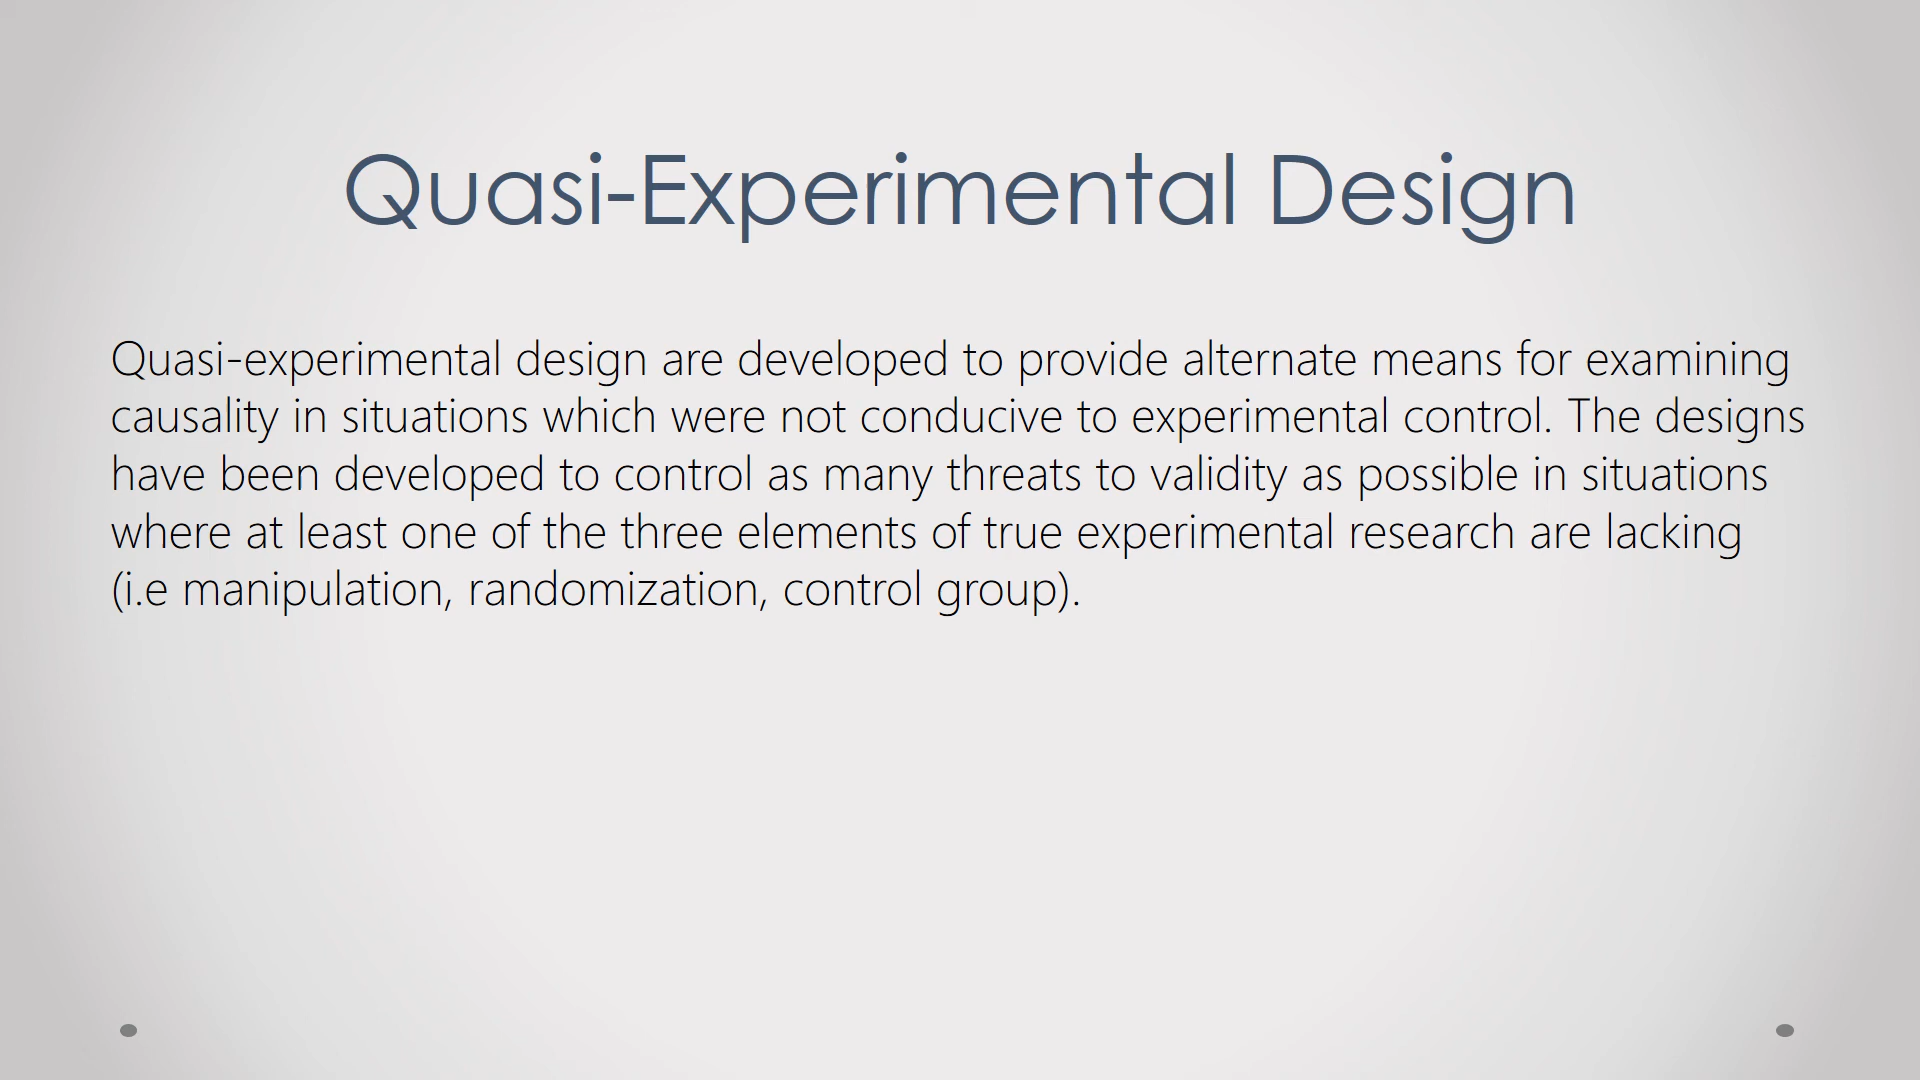 Quasi-Experimental Design
Quasi-experimental design are developed to provide alternate means for examining
causality in situations which were not conducive to experimental control. The designs
have been developed to control as many threats to validity as possible in situations
where at least one of the three elements of true experimental research are lacking
(i.e manipulation, randomization, control group).